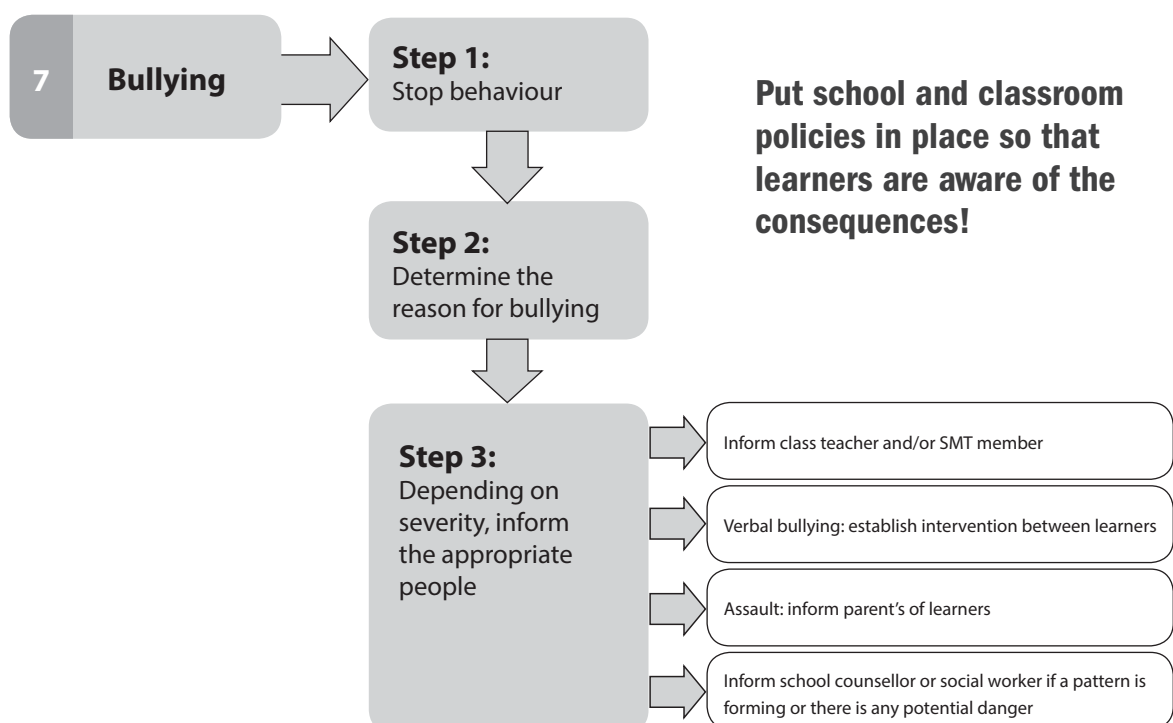 7
Bullying
Step 1:
Stop behaviour
Put school and classroom
policies in place so that
learners are aware of the
consequences!
Step 2:
Determine the
reason for bullying
Step 3:
Depending on
severity, inform
the appropriate
people
Inform class teacher and/or SMT member
Verbal bullying: establish intervention between learners
Assault: inform parent's of learners
Inform school counsellor or social worker if a pattern is
forming or there is any potential danger